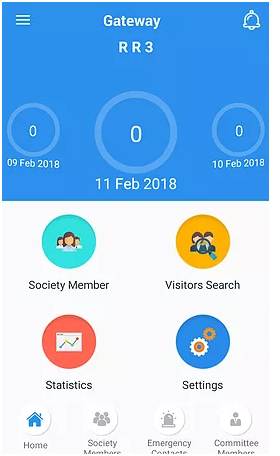 Gateway
R R 3
0
0
0
09 Feb 2018
11 Feb 2018
10 Feb 2018
Society Member
Visitors Search
Statistics
Settings
Home
Society
Members
Emergency
Contacts
Committee
Members